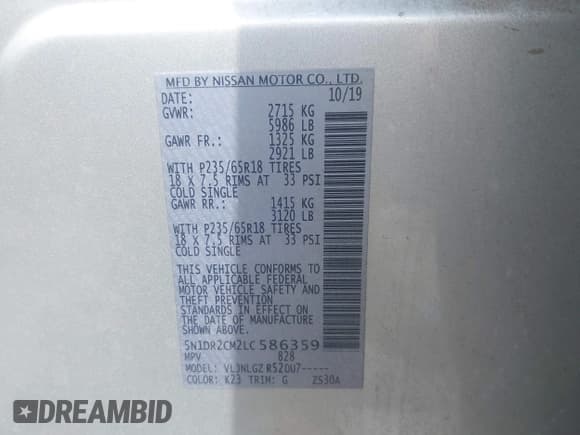 MFD BY NISSAN MOTOR CO., LTD.
DATE: 10/19
GVWR: 2715 KG
5986 LB
GAWR FR.: 1325 KG
2921 LB
WITH P235/65R18 TIRES
18 X 7.5 RIMS AT 33 PSI
COLD SINGLE
GAWR RR.: 1415 KG
3120 LB
WITH P235/65R18 TIRES
18 X 7.5 RIMS AT 33 PSI
COLD SINGLE
THIS VEHICLE CONFORMS TO
ALL APPLICABLE FEDERAL
MOTOR VEHICLE SAFETY AND
THEFT PREVENTION
STANDARDS IN EFFECT ON
THE DATE OF MANUFACTURE
SHOWN ABOVE.
5N1DR2CM2LC586359
MPV 828
MODEL: VLJNLGZ R52DU7-----
COLOR: K23 TRIM: G ZS30A
DREAMBID